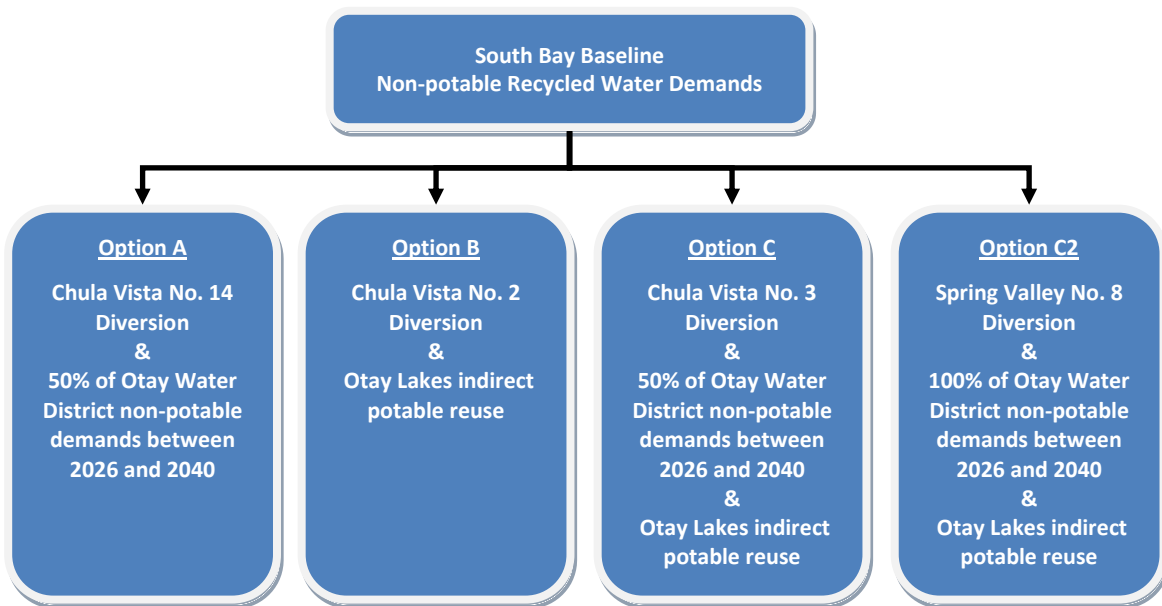 South Bay Baseline
Non-potable Recycled Water Demands
Option A
Chula Vista No. 14
Diversion
&
50% of Otay Water
District non-potable
demands between
2026 and 2040
Option B
Chula Vista No. 2
Diversion
&
Otay Lakes indirect
potable reuse
Option C
Chula Vista No. 3
Diversion
&
50% of Otay Water
District non-potable
demands between
2026 and 2040
&
Otay Lakes indirect
potable reuse
Option C2
Spring Valley No. 8
Diversion
&
100% of Otay Water
District non-potable
demands between
2026 and 2040
&
Otay Lakes indirect
potable reuse